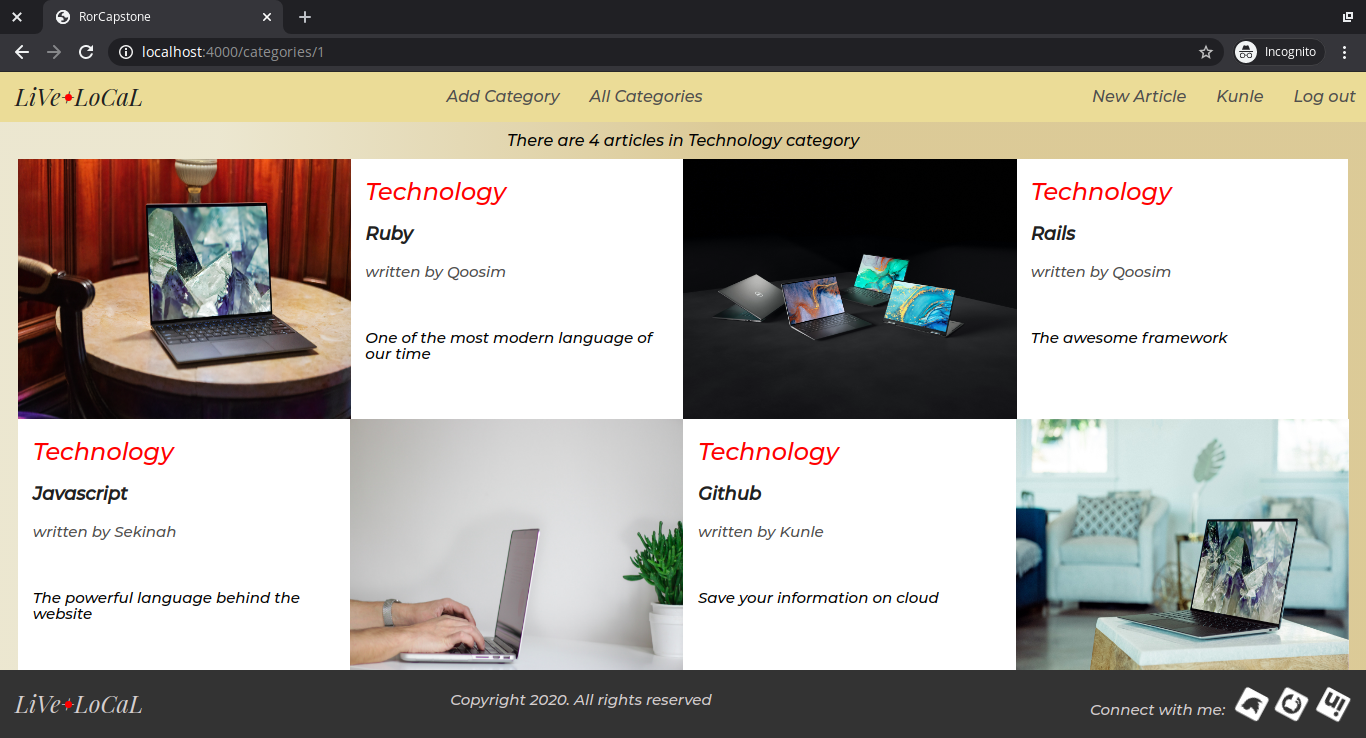 RorCapstone
localhost:4000/categories/1
Incognito
LiVe LoCaL
Add Category
All Categories
New Article
Kunle
Log out
There are 4 articles in Technology category
Technology
Ruby
written by Qoosim
One of the most modern language of
our time
Technology
Rails
written by Qoosim
The awesome framework
Technology
Javascript
written by Sekinah
The powerful language behind the
website
Technology
Github
written by Kunle
Save your information on cloud
LiVe LoCaL
Copyright 2020. All rights reserved
Connect with me: